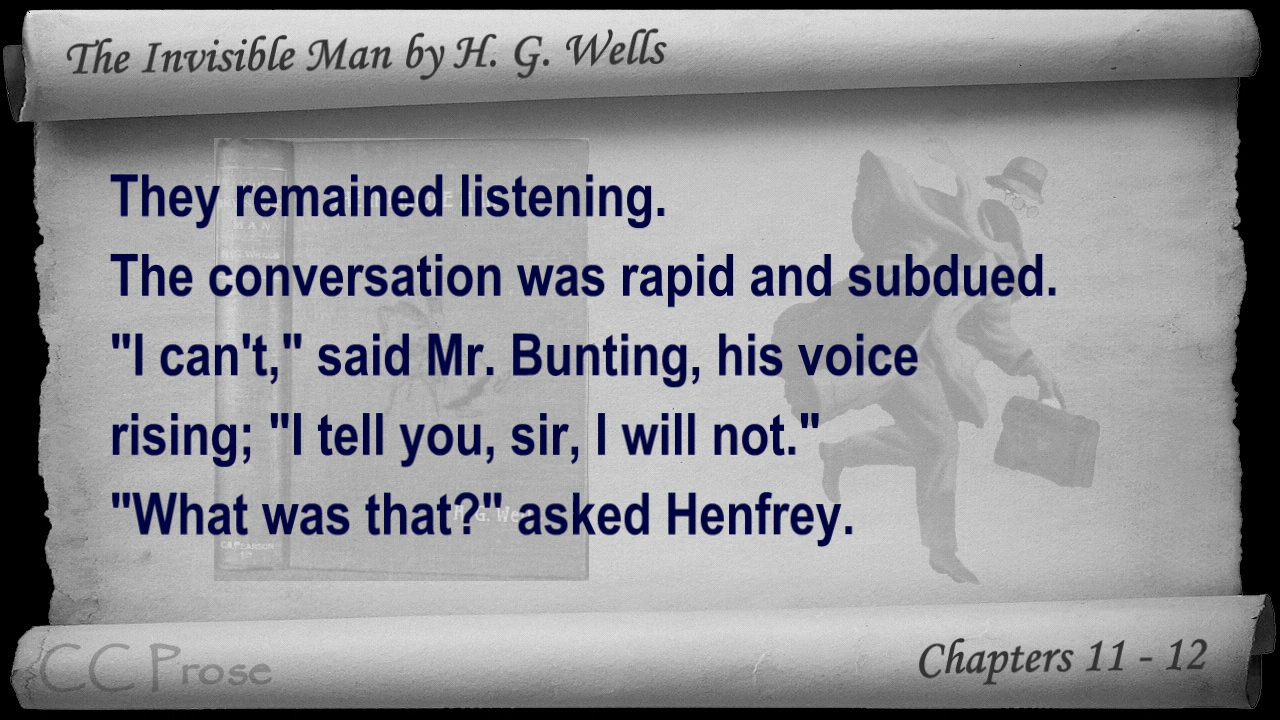 The Invisible Man by H. G. Wells
They remained listening.
The conversation was rapid and subdued.
"I can't," said Mr. Bunting, his voice
rising; "I tell you, sir, I will not."
"What was that?" asked Henfrey.
CC Prose
Chapters 11 - 12